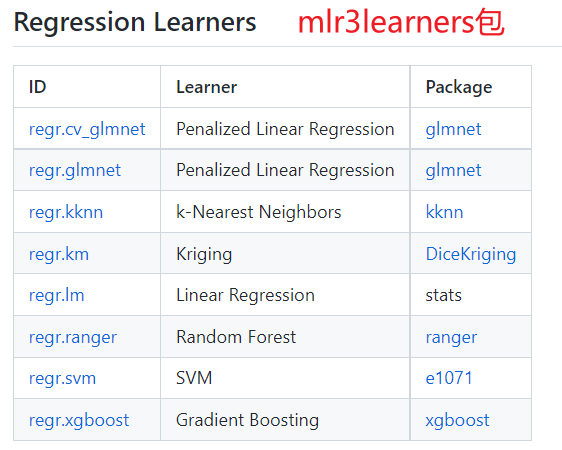 Regression Learners mlr3learners包
ID Learner Package
regr.cv_glmnet Penalized Linear Regression glmnet
regr.glmnet Penalized Linear Regression glmnet
regr.kknn k-Nearest Neighbors kknn
regr.km Kriging DiceKriging
regr.lm Linear Regression stats
regr.ranger Random Forest ranger
regr.svm SVM e1071
regr.xgboost Gradient Boosting xgboost